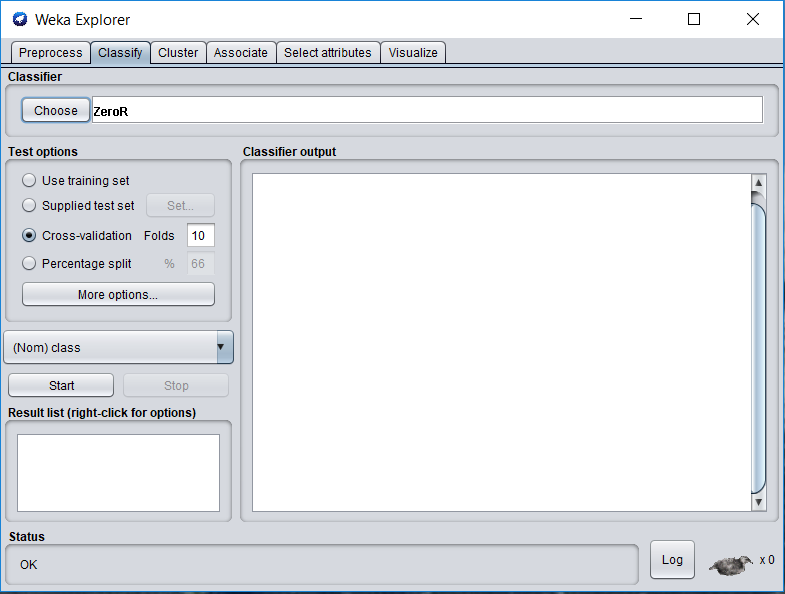 Weka Explorer
Preprocess Classify Cluster Associate Select attributes Visualize
Classifier
Choose ZeroR
Test options
Use training set
Supplied test set Set...
Cross-validation Folds 10
Percentage split % 66
More options...
(Nom) class
Start Stop
Result list (right-click for options)
Classifier output
Status
OK
Log x 0